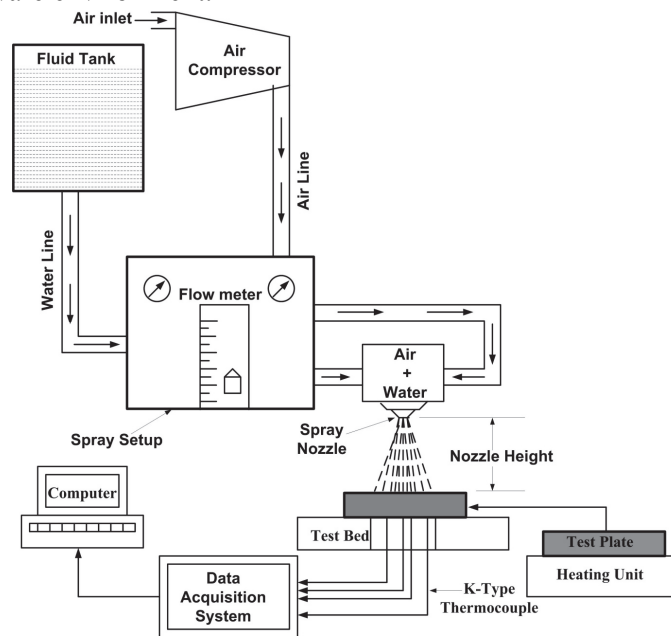 Air inlet
Fluid Tank
Air
Compressor
Air Line
Water Line
Flow meter
Air
+
Water
Spray Setup
Spray
Nozzle
Nozzle Height
Computer
Test Bed
Test Plate
Heating Unit
Data
Acquisition
System
K-Type
Thermocouple